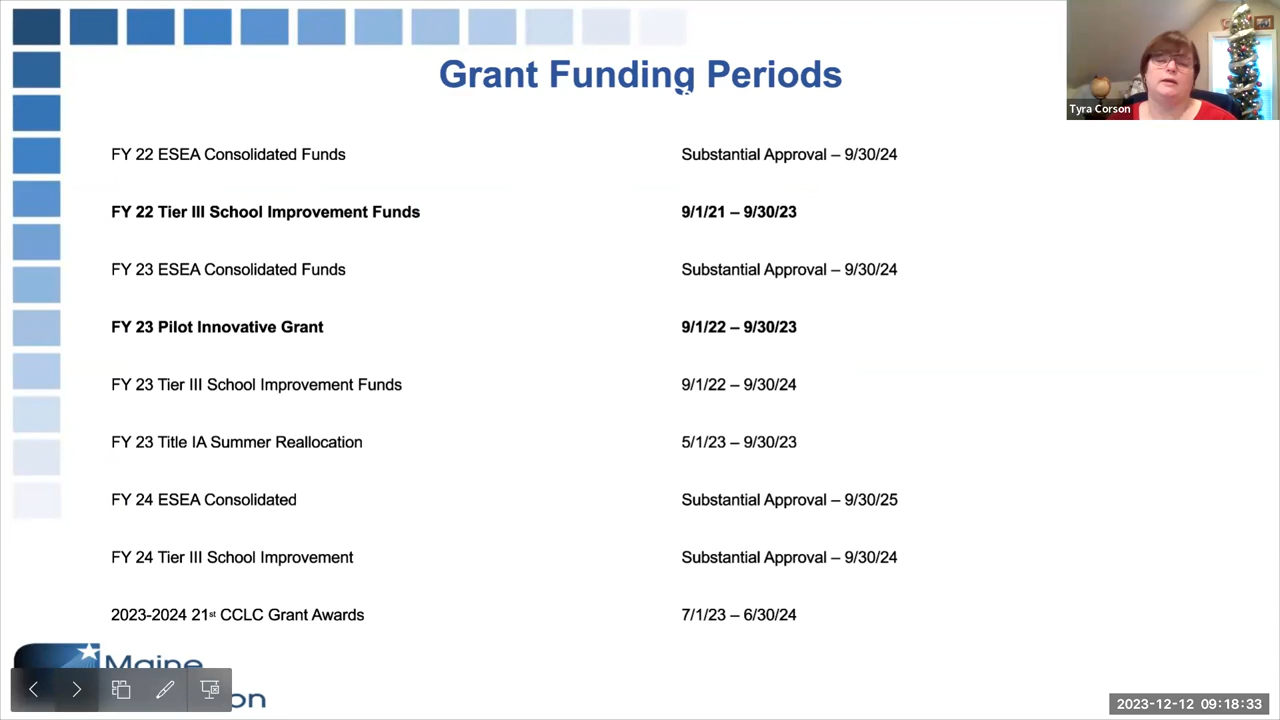 Grant Funding Periods
Tyra Corson
FY 22 ESEA Consolidated Funds Substantial Approval – 9/30/24
FY 22 Tier III School Improvement Funds 9/1/21 – 9/30/23
FY 23 ESEA Consolidated Funds Substantial Approval – 9/30/24
FY 23 Pilot Innovative Grant 9/1/22 – 9/30/23
FY 23 Tier III School Improvement Funds 9/1/22 – 9/30/24
FY 23 Title IA Summer Reallocation 5/1/23 – 9/30/23
FY 24 ESEA Consolidated Substantial Approval – 9/30/25
FY 24 Tier III School Improvement Substantial Approval – 9/30/24
2023-2024 21st CCLC Grant Awards 7/1/23 – 6/30/24
Maine
on
2023-12-12 09:18:33